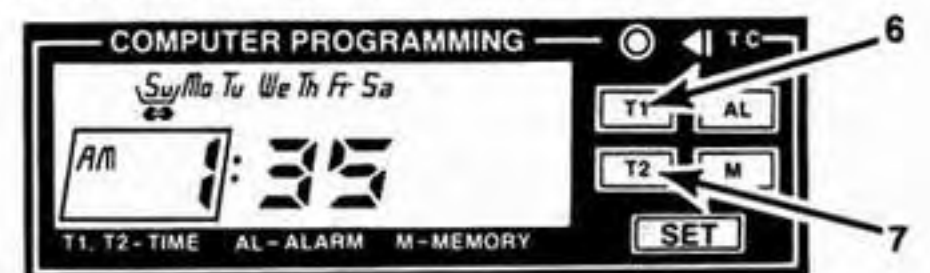 COMPUTER PROGRAMMING TC 6
Su Mo Tu We Th Fr Sa
T1 AL
AM 1:35
T2 M
T1, T2-TIME AL-ALARM M-MEMORY SET 7